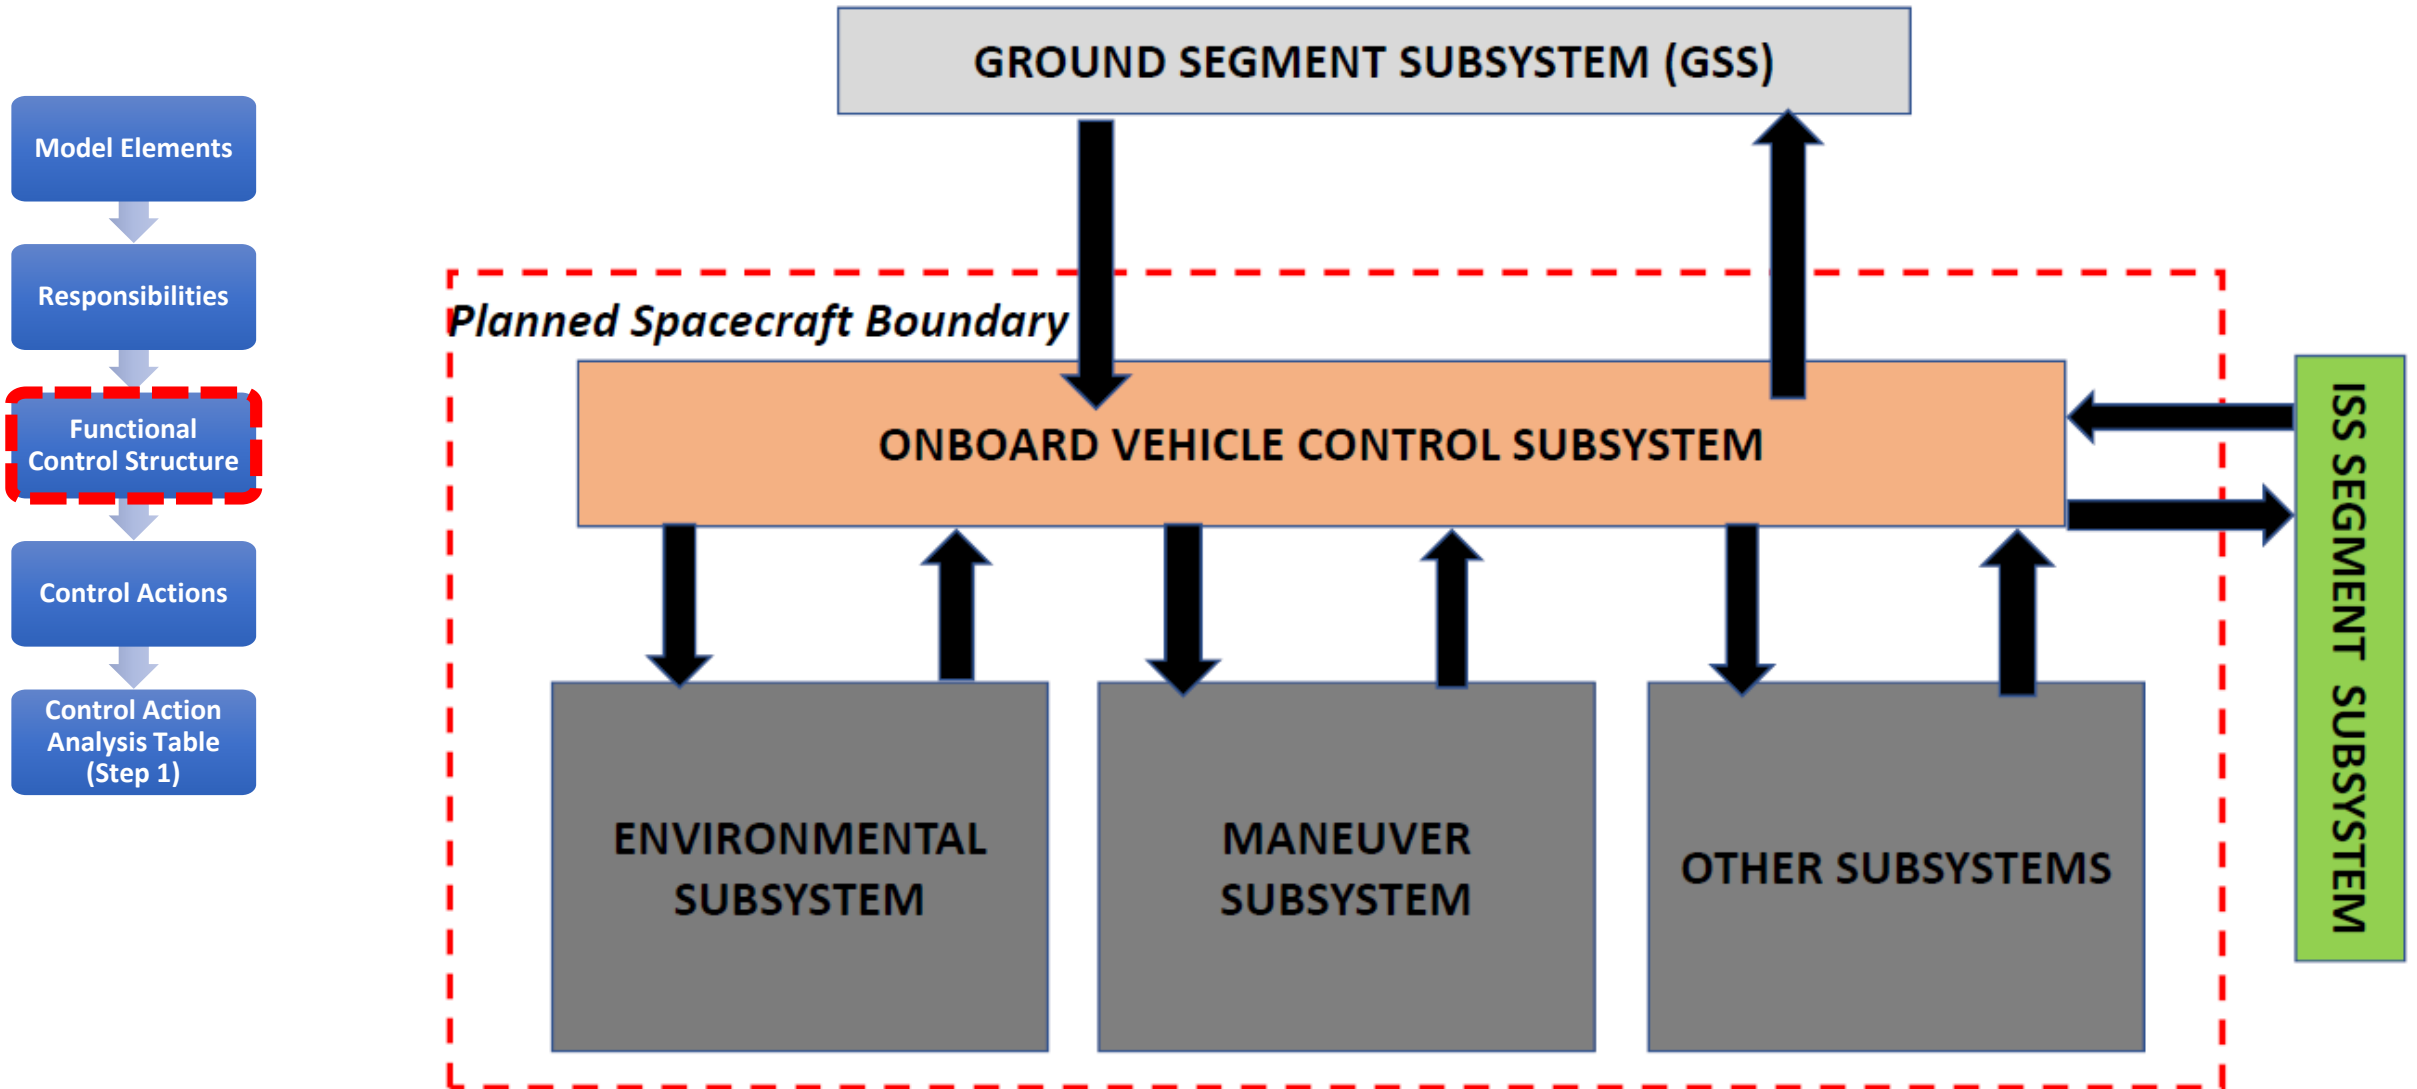 Model Elements
Responsibilities
Functional
Control Structure
Control Actions
Control Action
Analysis Table
(Step 1)
GROUND SEGMENT SUBSYSTEM (GSS)
Planned Spacecraft Boundary
ONBOARD VEHICLE CONTROL SUBSYSTEM
ENVIRONMENTAL
SUBSYSTEM
MANEUVER
SUBSYSTEM
OTHER SUBSYSTEMS
ISS SEGMENT SUBSYSTEM